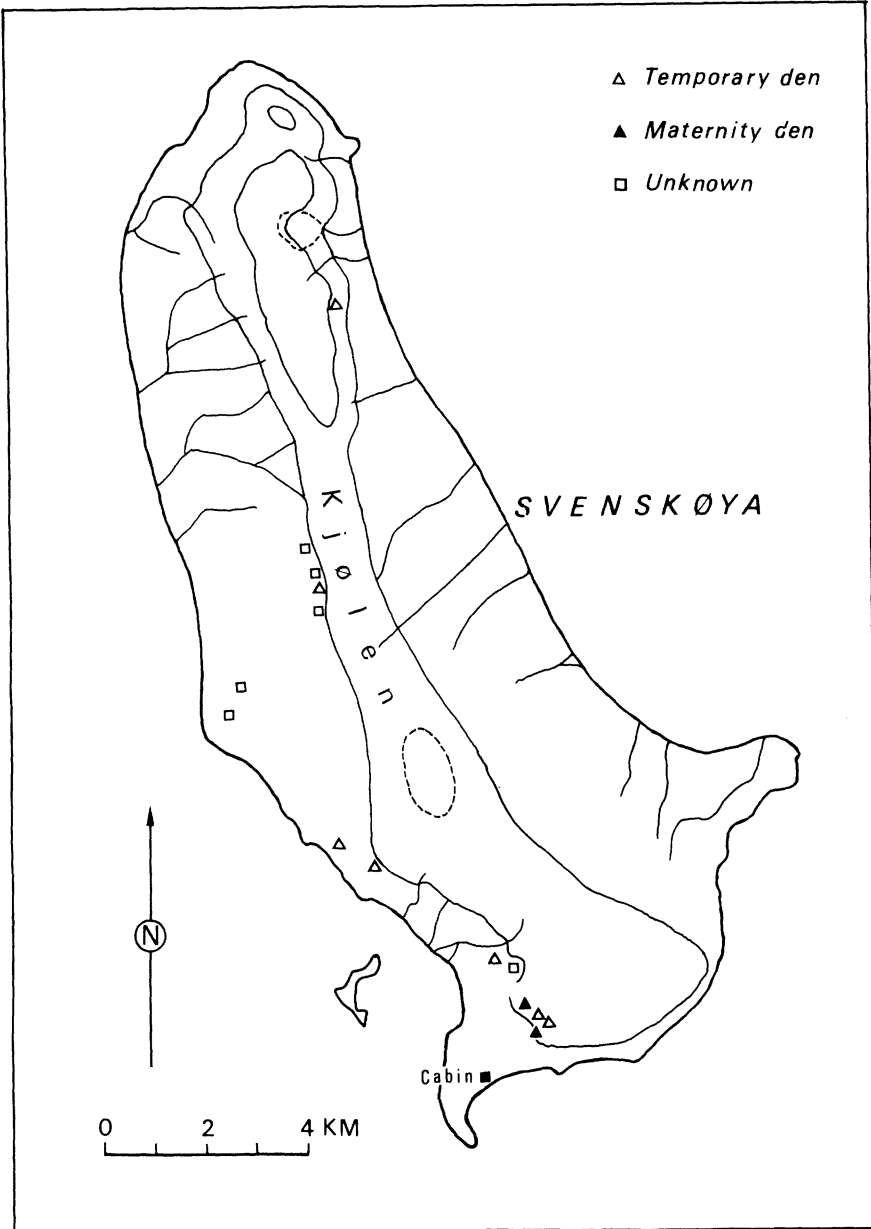 Temporary den
Maternity den
Unknown
SVENSKØYA
Kjølen
N
Cabin
0 2 4 KM